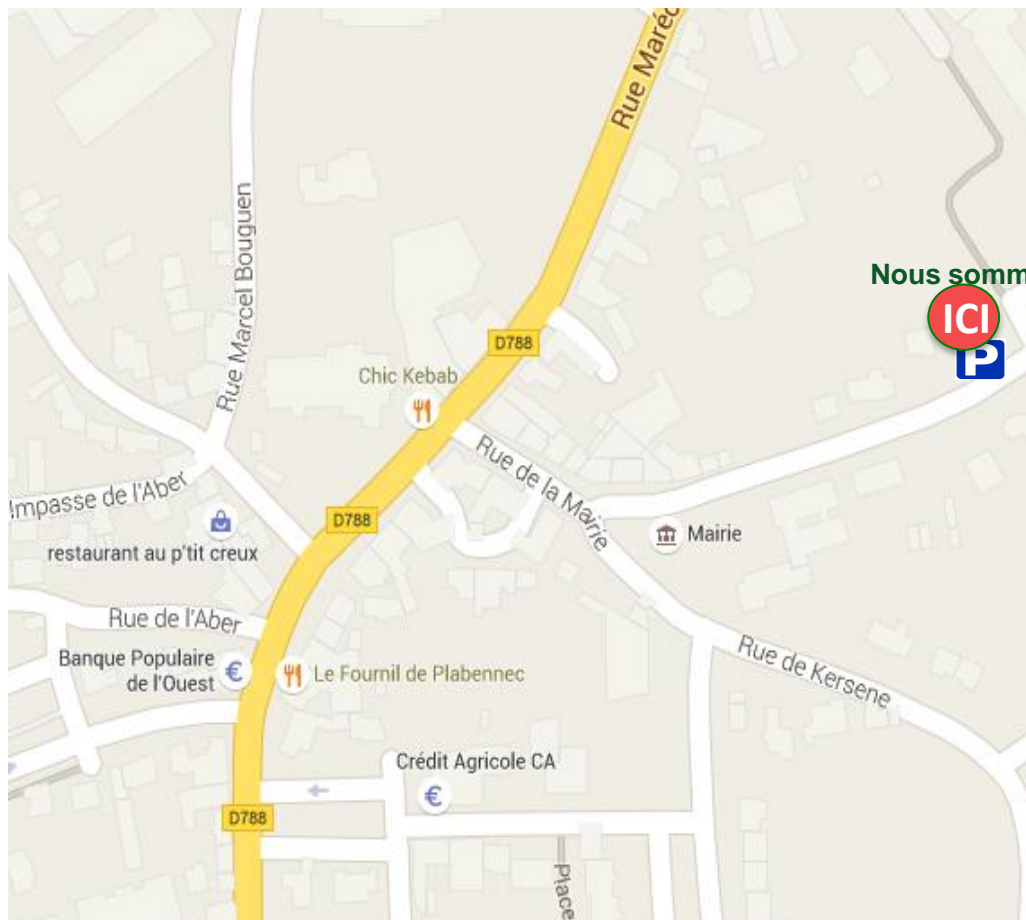 Rue Maréc
Nous somm
ICI
P
Rue Marcel Bouguen
D788
Chic Kebab
Rue de la Mairie
Impasse de l'Aber
D788
restaurant au p'tit creux
Mairie
Rue de l'Aber
Rue de Kersene
Banque Populaire
de l'Ouest
€
Le Fournil de Plabennec
Crédit Agricole CA
€
D788
Place